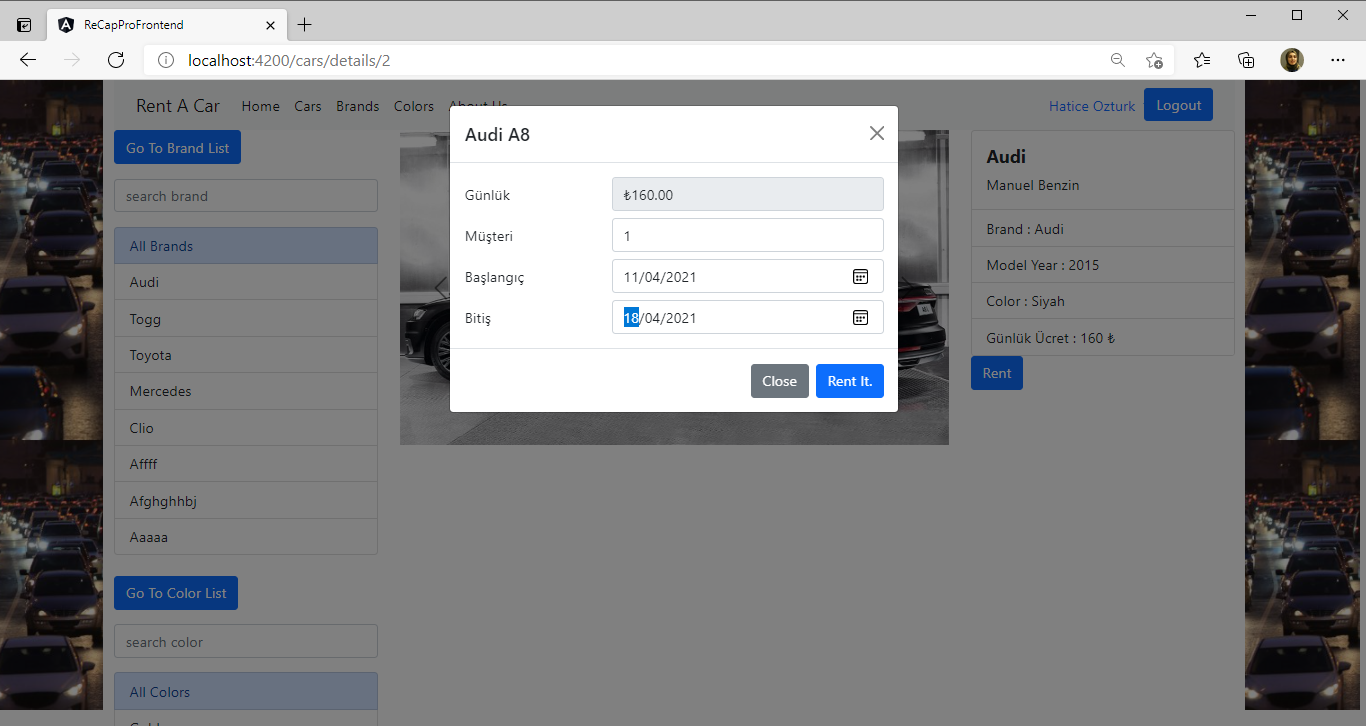 ReCapProFrontend
localhost:4200/cars/details/2
Rent A Car Home Cars Brands Colors About Us Hatice Ozturk Logout
Go To Brand List
search brand
All Brands
Audi
Togg
Toyota
Mercedes
Clio
Affff
Afghghhbj
Aaaaa
Go To Color List
search color
All Colors
Audi A8
Günlük ₺160.00
Müşteri 1
Başlangıç 11/04/2021
Bitiş 18/04/2021
Close Rent It.
Audi
Manuel Benzin
Brand : Audi
Model Year : 2015
Color : Siyah
Günlük Ücret : 160 ₺
Rent